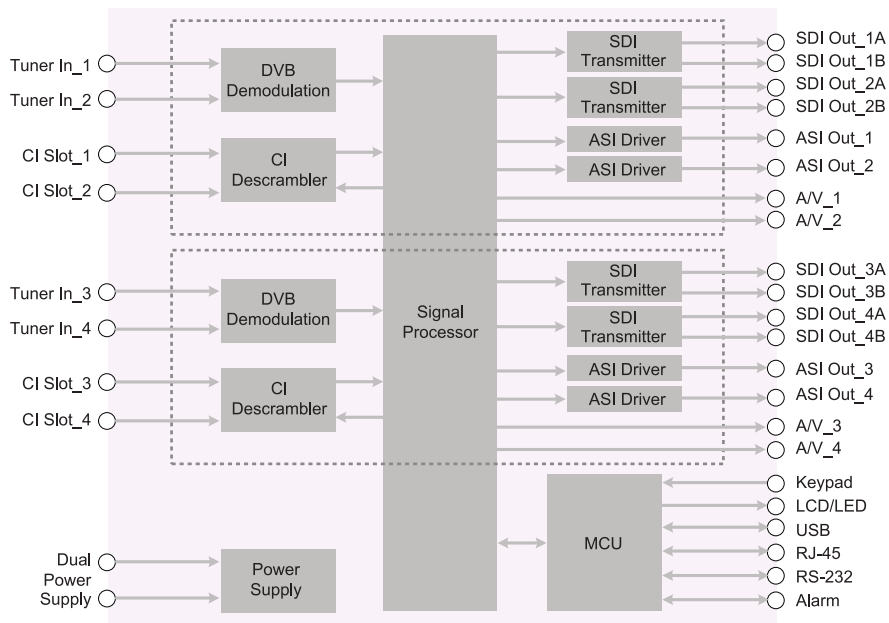 Tuner In_1
Tuner In_2
CI Slot_1
CI Slot_2
DVB
Demodulation
CI
Descrambler
Tuner In_3
Tuner In_4
CI Slot_3
CI Slot_4
DVB
Demodulation
CI
Descrambler
Dual
Power
Supply
Power
Supply
Signal
Processor
SDI
Transmitter
SDI
Transmitter
ASI Driver
ASI Driver
SDI
Transmitter
SDI
Transmitter
ASI Driver
ASI Driver
MCU
SDI Out_1A
SDI Out_1B
SDI Out_2A
SDI Out_2B
ASI Out_1
ASI Out_2
A/V_1
A/V_2
SDI Out_3A
SDI Out_3B
SDI Out_4A
SDI Out_4B
ASI Out_3
ASI Out_4
A/V_3
A/V_4
Keypad
LCD/LED
USB
RJ-45
RS-232
Alarm